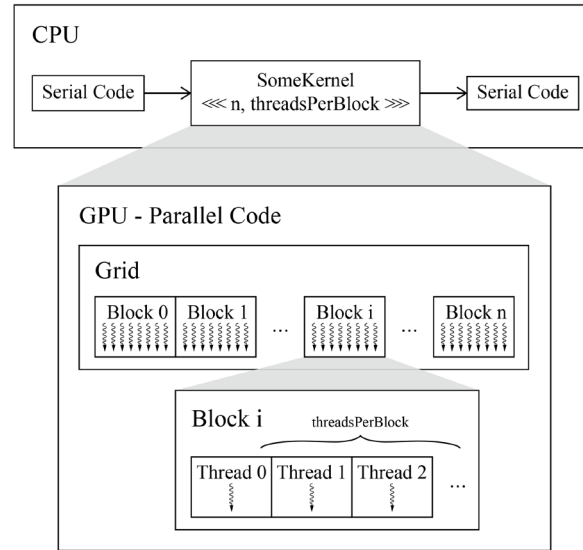 CPU
Serial Code
SomeKernel
<<< n, threadsPerBlock >>>
Serial Code
GPU - Parallel Code
Grid
Block 0
Block 1
...
Block i
...
Block n
Block i
threadsPerBlock
Thread 0
Thread 1
Thread 2
...